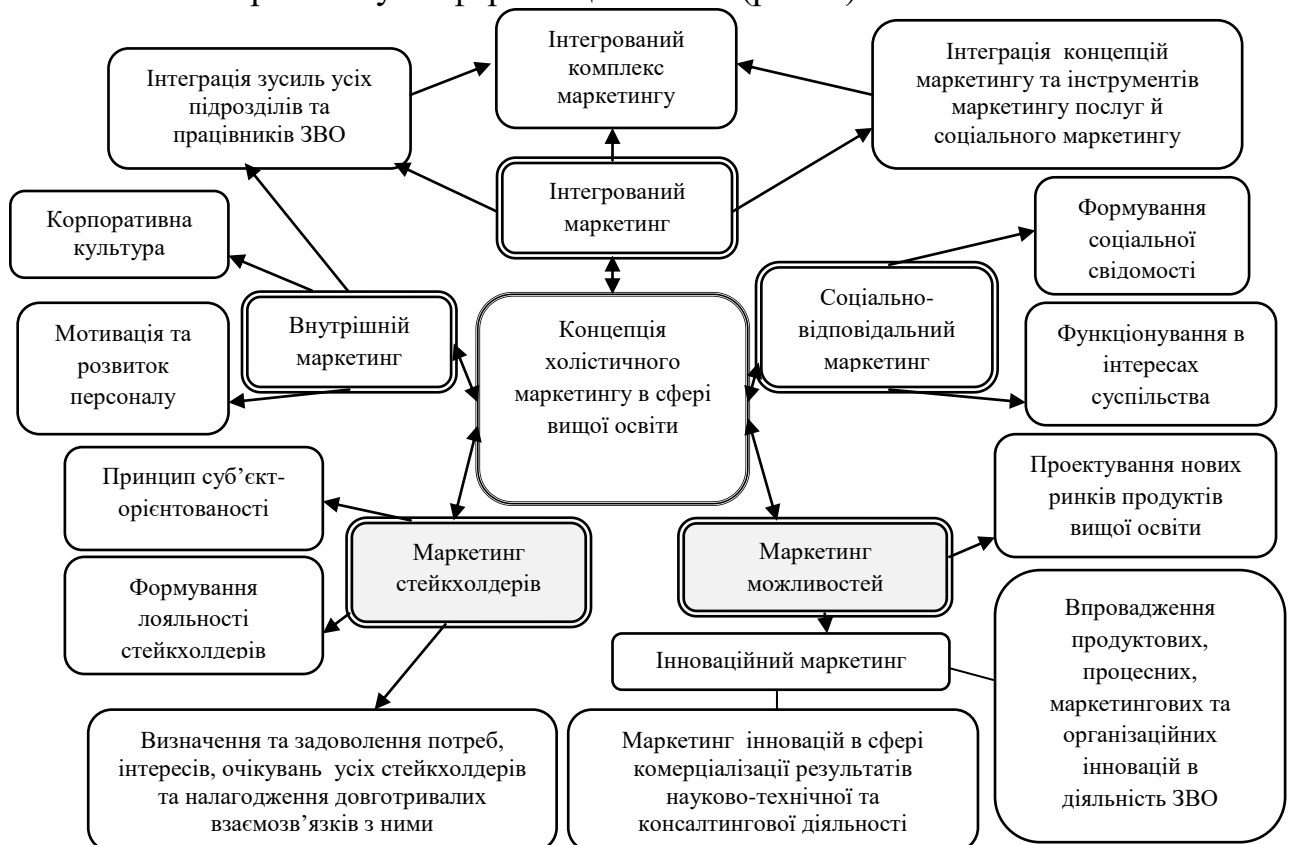 Інтегрований
комплекс
маркетингу
Інтеграція зусиль усіх
підрозділів та
працівників ЗВО
Інтеграція концепцій
маркетингу та інструментів
маркетингу послуг й
соціального маркетингу
Інтегрований
маркетинг
Корпоративна
культура
Формування
соціальної
свідомості
Внутрішній
маркетинг
Соціально-
відповідальний
маркетинг
Концепція
холістичного
маркетингу в сфері
вищої освіти
Мотивація та
розвиток
персоналу
Функціонування в
інтересах
суспільства
Принцип суб’єкт-
орієнтованості
Проектування нових
ринків продуктів
вищої освіти
Маркетинг
стейкхолдерів
Маркетинг
можливостей
Формування
лояльності
стейкхолдерів
Інноваційний маркетинг
Впровадження
продуктових,
процесних,
маркетингових та
організаційних
інновацій в
діяльність ЗВО
Визначення та задоволення потреб,
інтересів, очікувань усіх стейкхолдерів
та налагодження довготривалих
взаємозв’язків з ними
Маркетинг інновацій в сфері
комерціалізації результатів
науково-технічної та
консалтингової діяльності